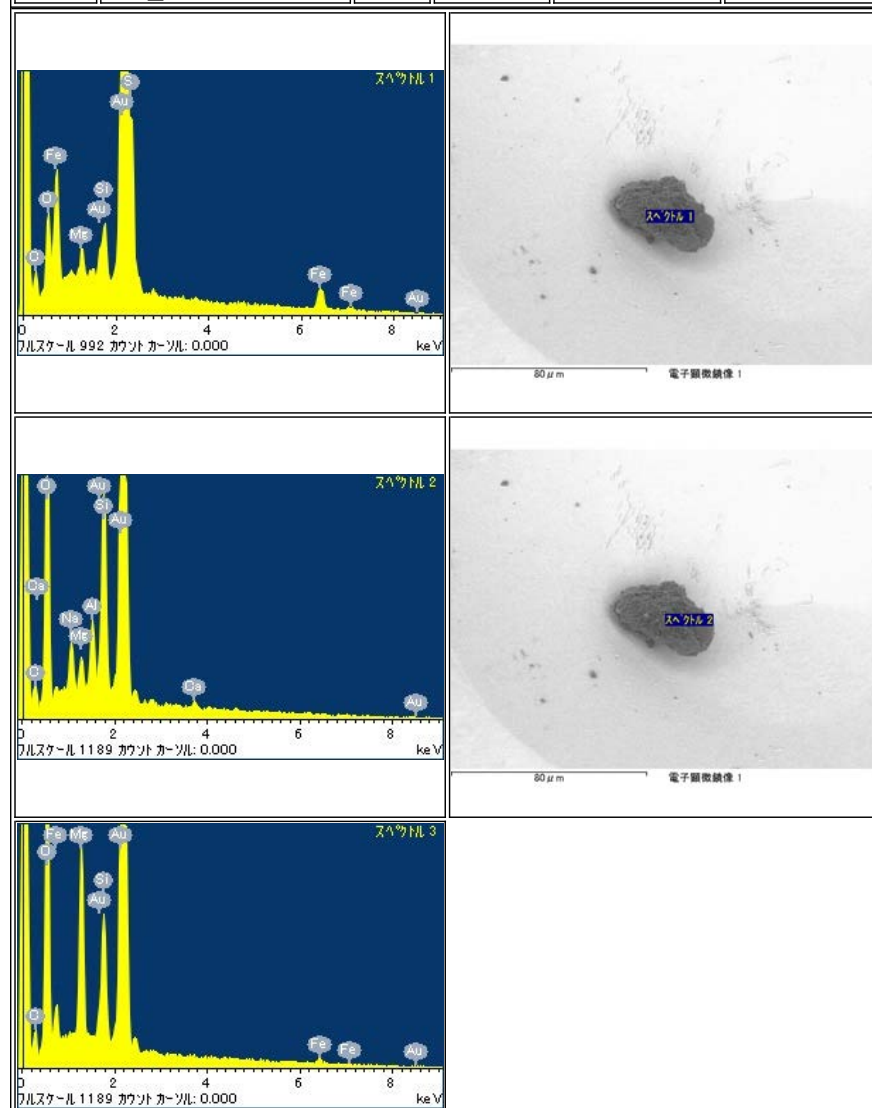 スペクトル 1
S
Au
Fe
O
Si
Au
Mg
C
Fe
Fe
Au
0 2 4 6 8
フルスケール 992 カウント カーソル: 0.000 keV
スペクトル 1
80μm 電子顕微鏡像 1
スペクトル 2
O
Au
Si
Au
Ca
Al
Na
Mg
C
Ca
Au
0 2 4 6 8
フルスケール 1189 カウント カーソル: 0.000 keV
スペクトル 2
80μm 電子顕微鏡像 1
スペクトル 3
Fe
Mg
Au
O
Si
Au
C
Fe
Fe
Au
0 2 4 6 8
フルスケール 1189 カウント カーソル: 0.000 keV